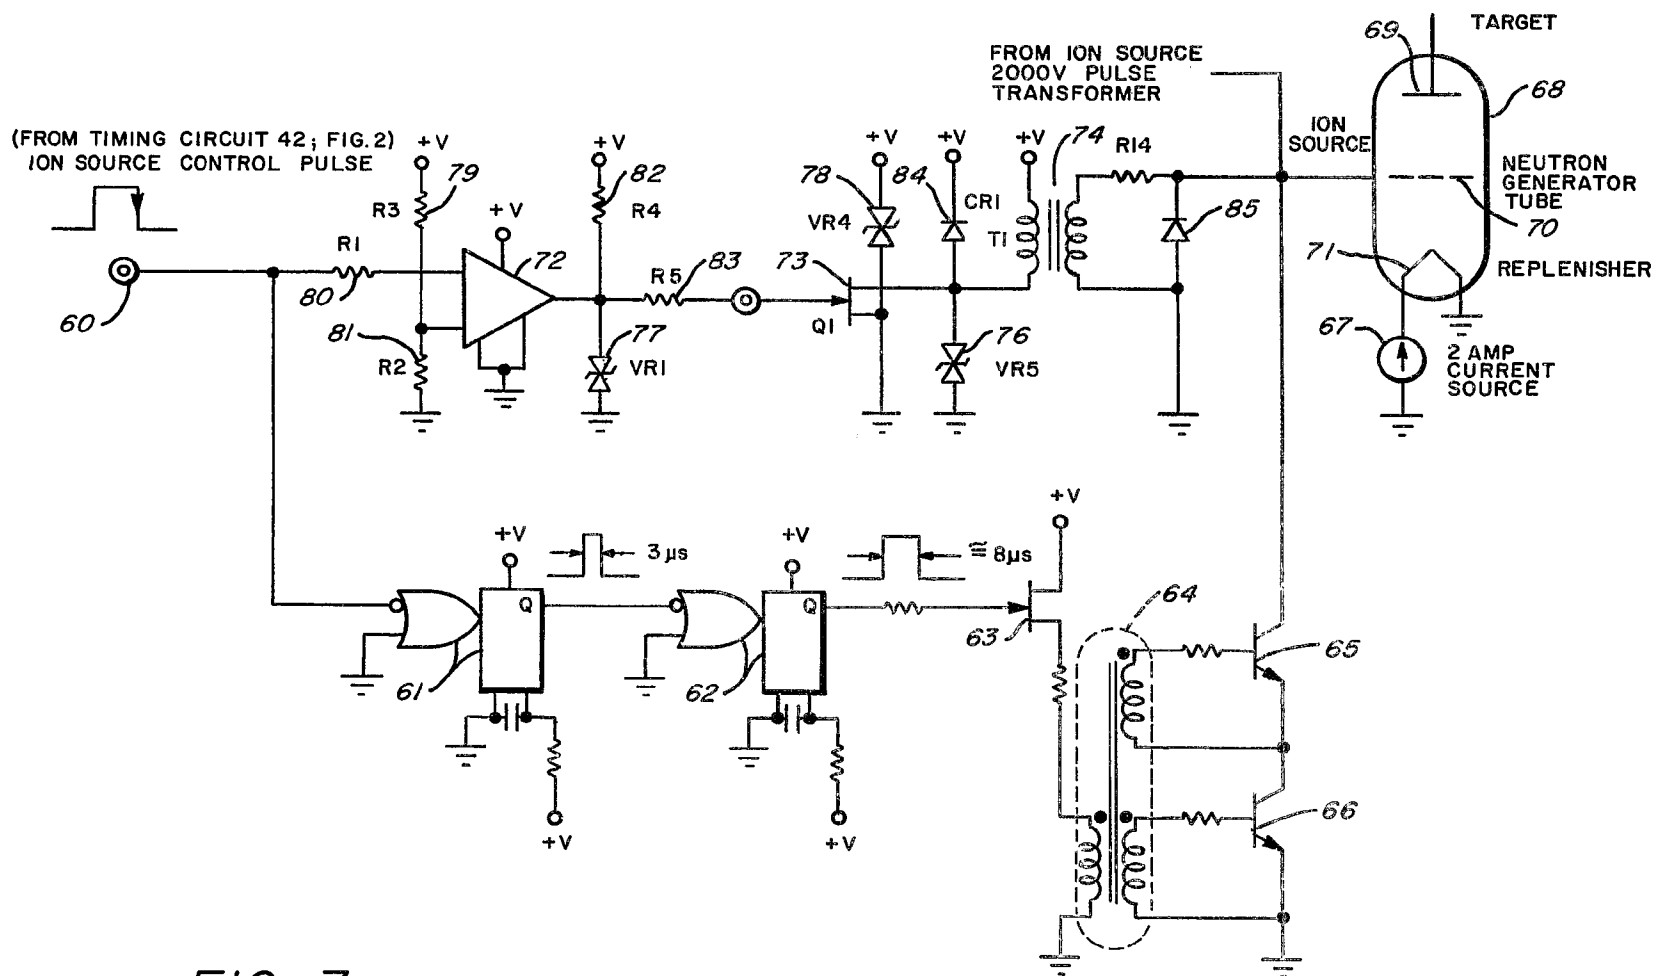 TARGET
69
FROM ION SOURCE
2000V PULSE
TRANSFORMER
68
(FROM TIMING CIRCUIT 42; FIG. 2)
ION SOURCE CONTROL PULSE
+V
79
R3
+V
82
R4
+V
78
VR4
+V
84
CR1
+V
74
T1
R14
85
ION
SOURCE
NEUTRON
GENERATOR
TUBE
70
71
REPLENISHER
+V
72
R1
80
60
81
R2
R5
83
77
VR1
73
Q1
76
VR5
67
2 AMP
CURRENT
SOURCE
+V
3 µs
+V
≅ 8µs
+V
Q
Q
61
62
63
64
65
66
+V
+V